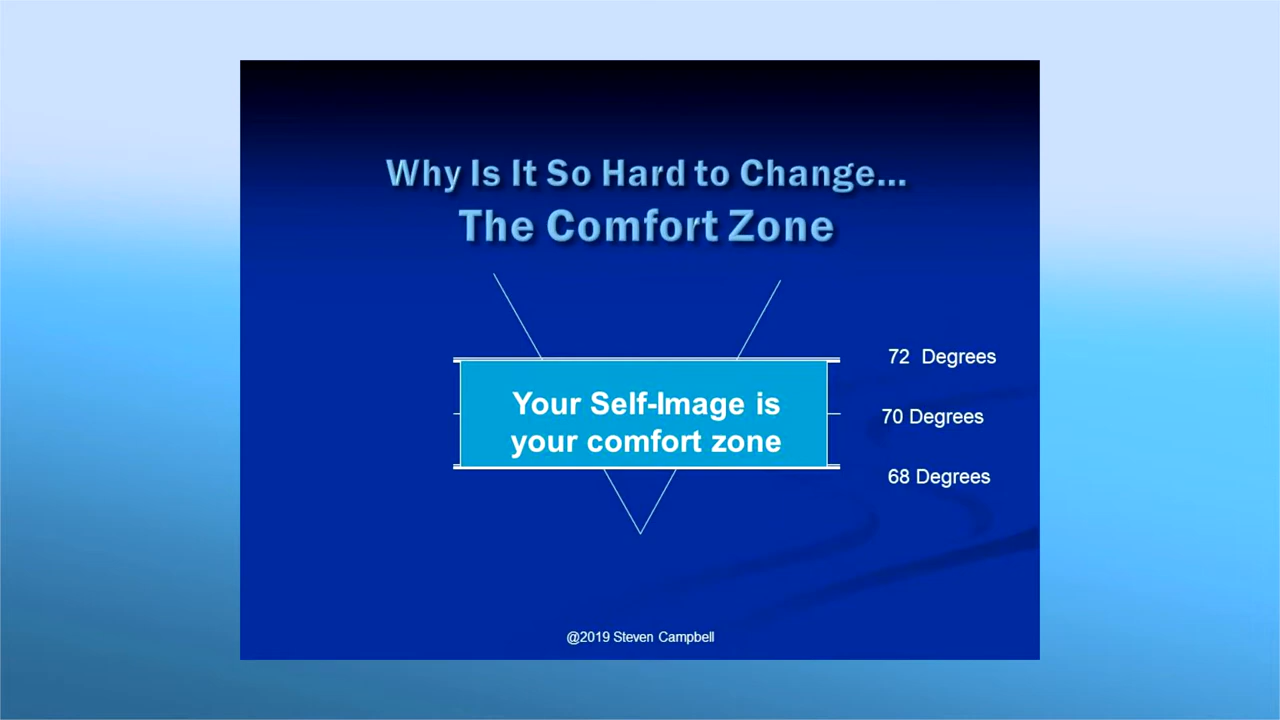 Why Is It So Hard to Change...
The Comfort Zone
72 Degrees
Your Self-Image is
70 Degrees
your comfort zone
68 Degrees
@2019 Steven Campbell